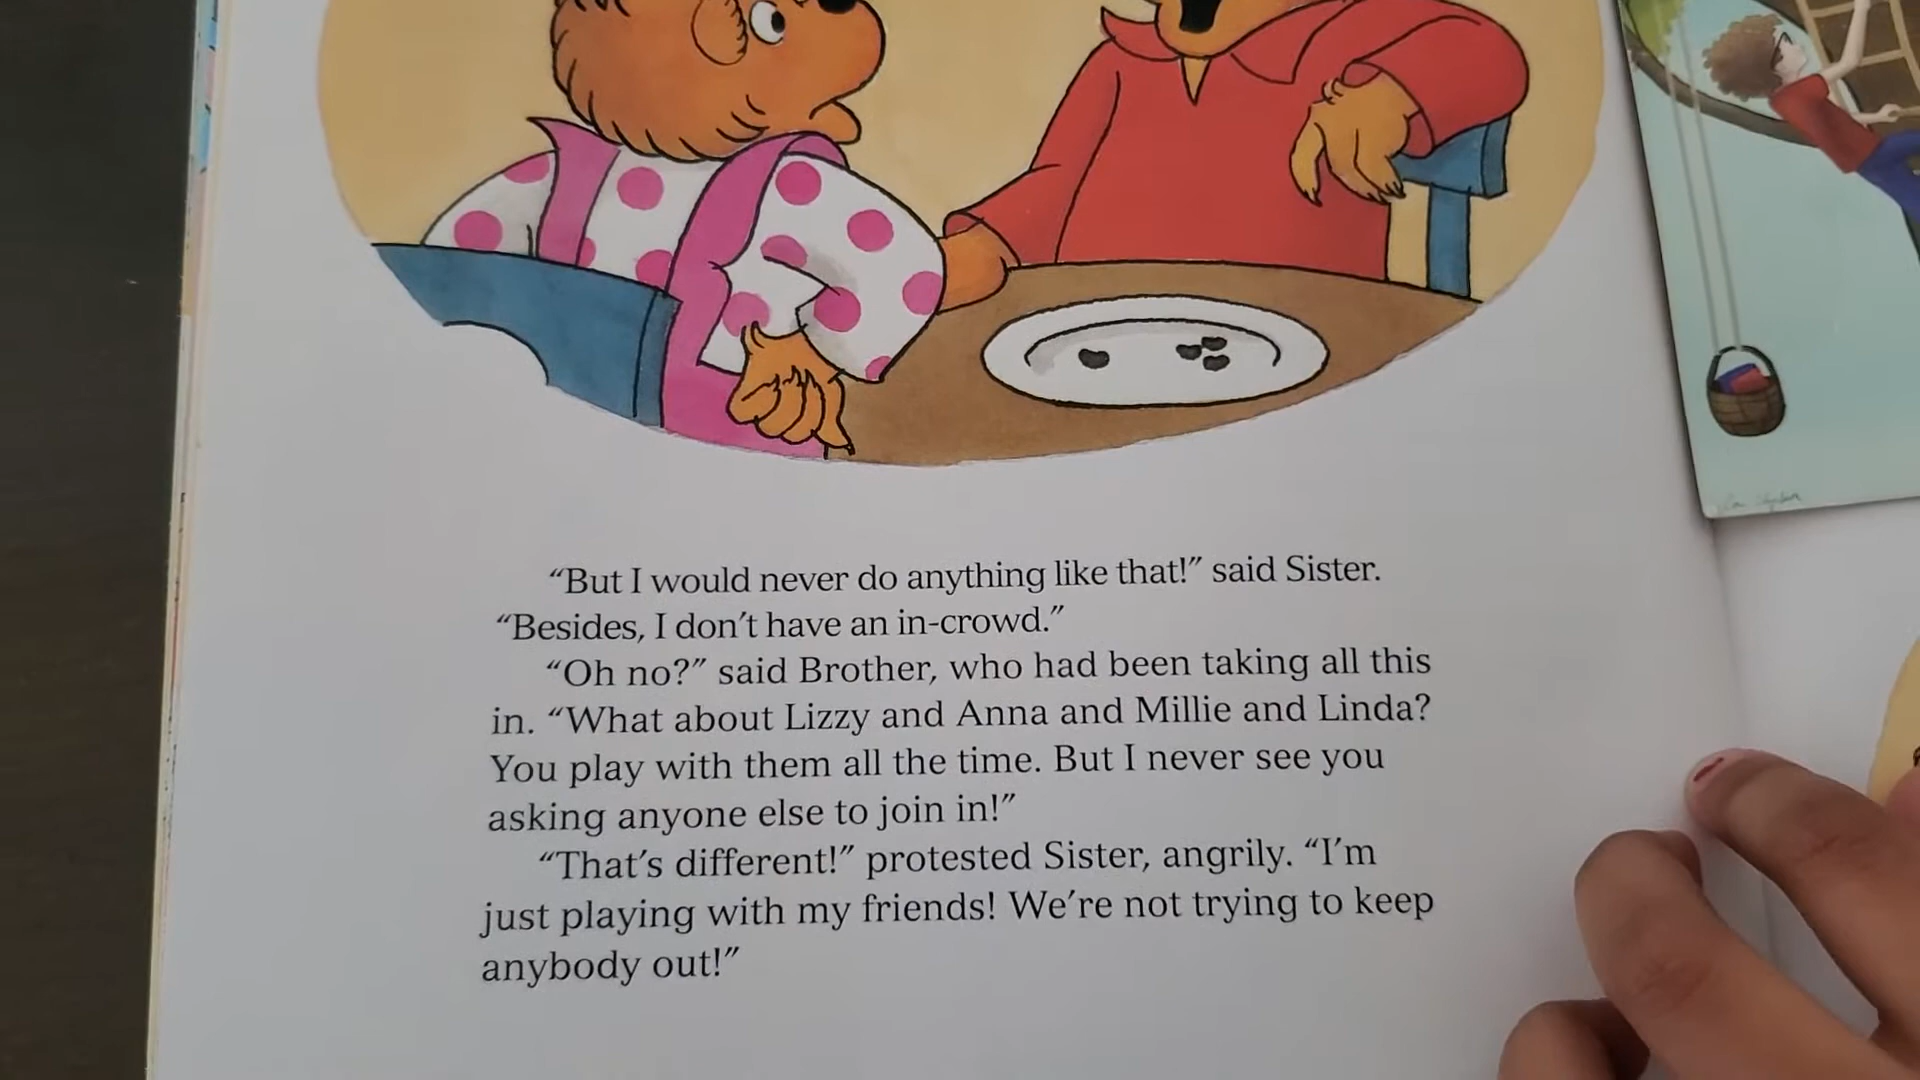 “But I would never do anything like that!” said Sister.
“Besides, I don’t have an in-crowd.”
“Oh no?” said Brother, who had been taking all this
in. “What about Lizzy and Anna and Millie and Linda?
You play with them all the time. But I never see you
asking anyone else to join in!”
“That’s different!” protested Sister, angrily. “I’m
just playing with my friends! We’re not trying to keep
anybody out!”